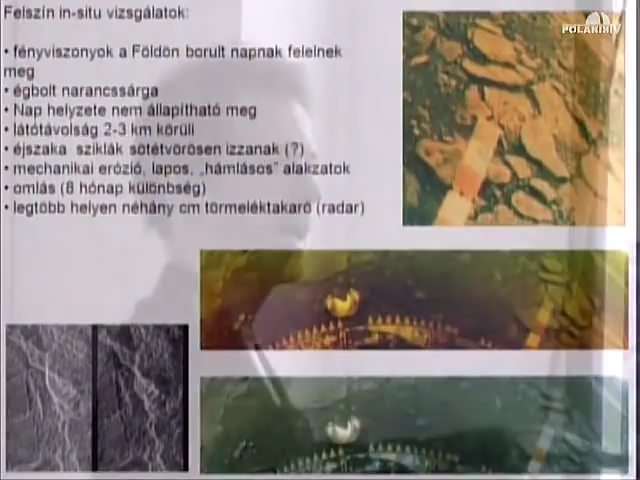 Felszín in-situ vizsgálatok:
• fényviszonyok a Földön borult napnak felelnek
meg
• égbolt narancssárga
• Nap helyzete nem állapítható meg
• látótávolság 2-3 km körüli
• éjszaka sziklák sötétvörösen izzanak (?)
• mechanikai erózió, lapos, „hámlásos” alakzatok
• omlás (8 hónap különbség)
• legtöbb helyen néhány cm törmeléktakaró (radar)
POLARIS TV